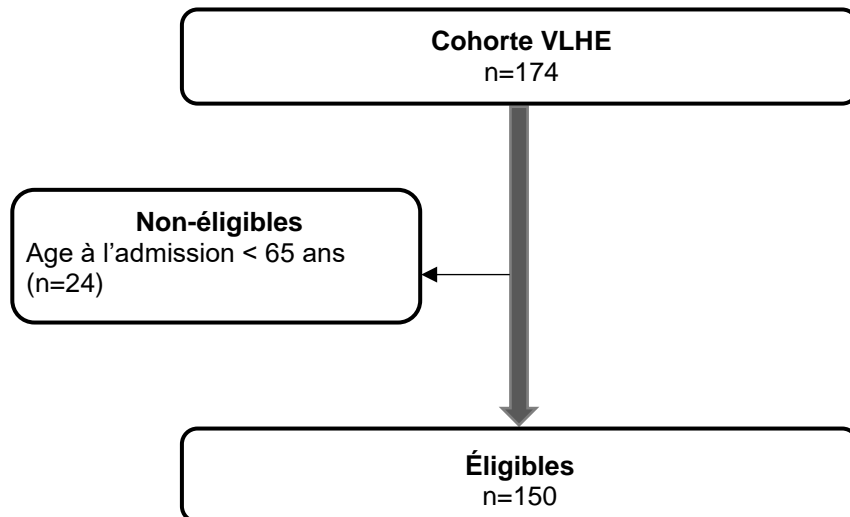 Cohorte VLHE
n=174
Non-éligibles
Age à l’admission < 65 ans
(n=24)
Éligibles
n=150